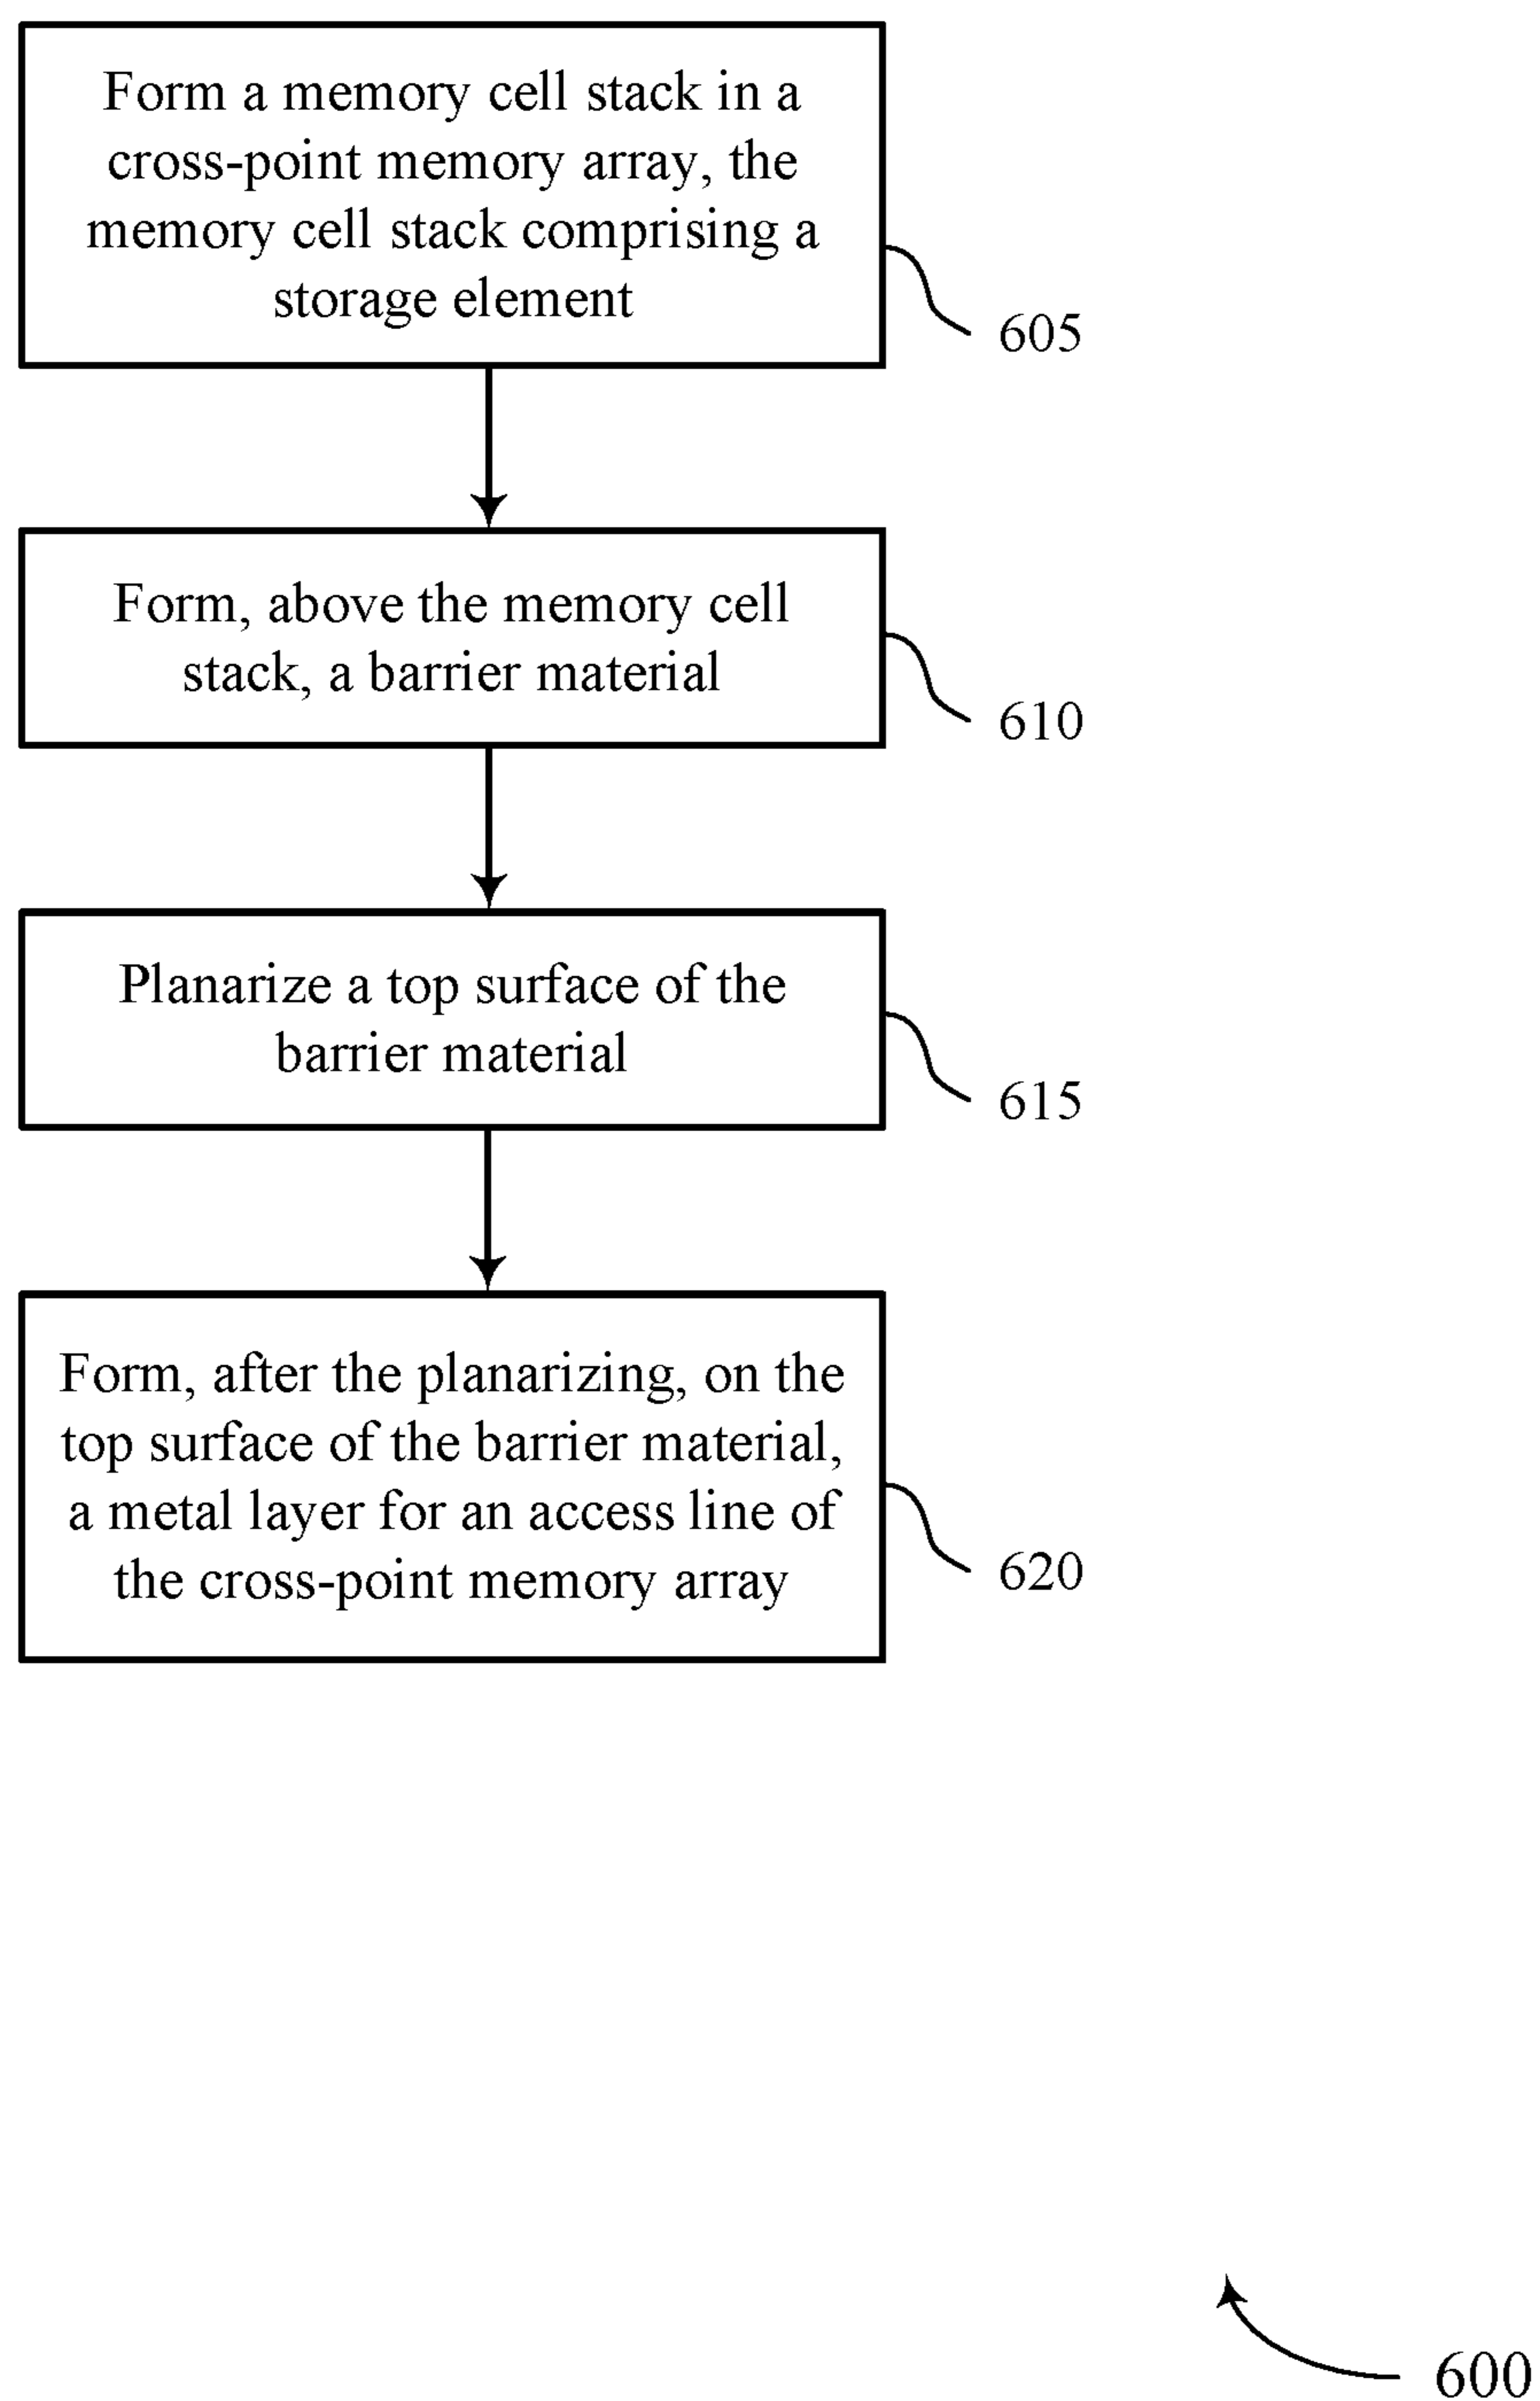 Form a memory cell stack in a
cross-point memory array, the
memory cell stack comprising a
storage element
605
Form, above the memory cell
stack, a barrier material
610
Planarize a top surface of the
barrier material
615
Form, after the planarizing, on the
top surface of the barrier material,
a metal layer for an access line of
the cross-point memory array
620
600